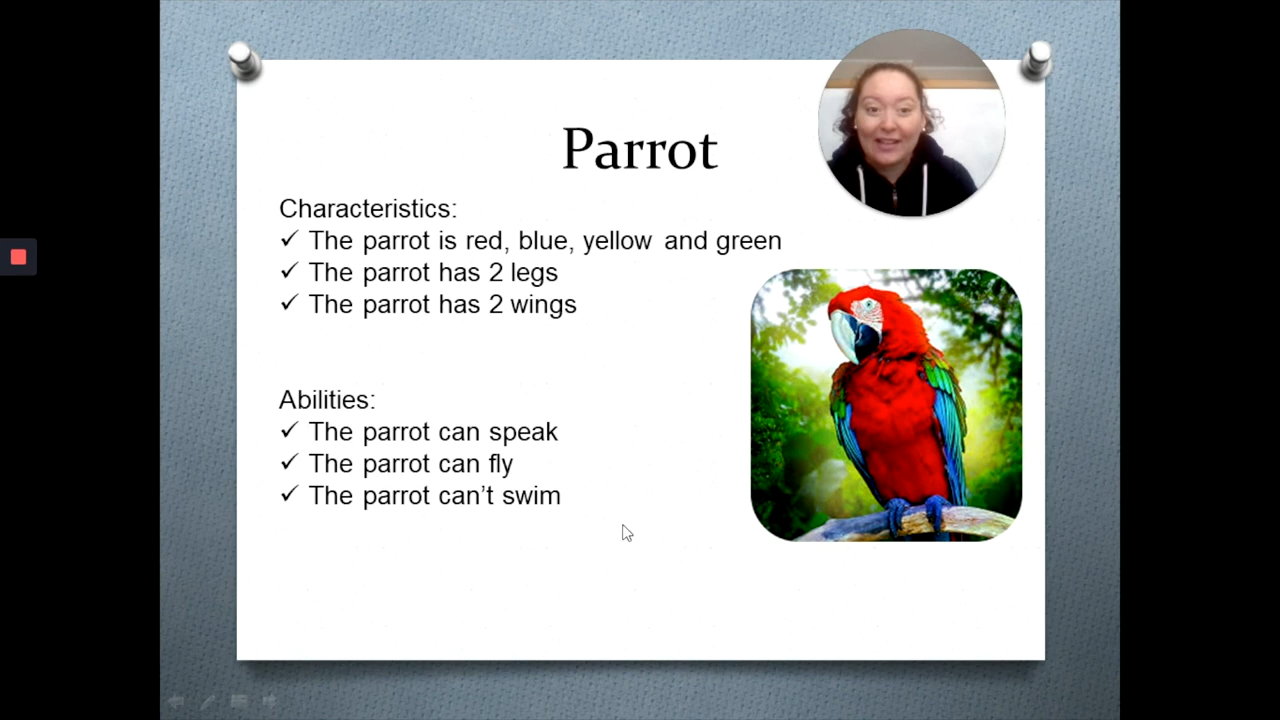 Parrot
Characteristics:
✓ The parrot is red, blue, yellow and green
✓ The parrot has 2 legs
✓ The parrot has 2 wings
Abilities:
✓ The parrot can speak
✓ The parrot can fly
✓ The parrot can’t swim